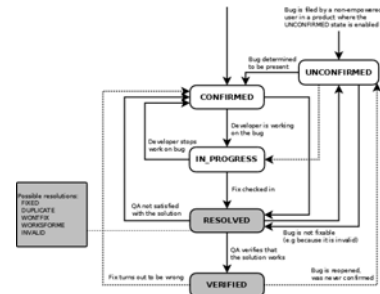 Bug is filed by a non-empowered
user in a product where the
UNCONFIRMED state is enabled
Bug determined
to be present
UNCONFIRMED
CONFIRMED
Developer is working
on the bug
Developer stops
work on bug
IN_PROGRESS
Fix checked in
Possible resolutions:
FIXED
DUPLICATE
WONTFIX
WORKSFORME
INVALID
QA not satisfied
with the solution
RESOLVED
Bug is not fixable
(e.g because it is invalid)
QA verifies that
the solution works
Fix turns out to be wrong
VERIFIED
Bug is reopened,
was never confirmed